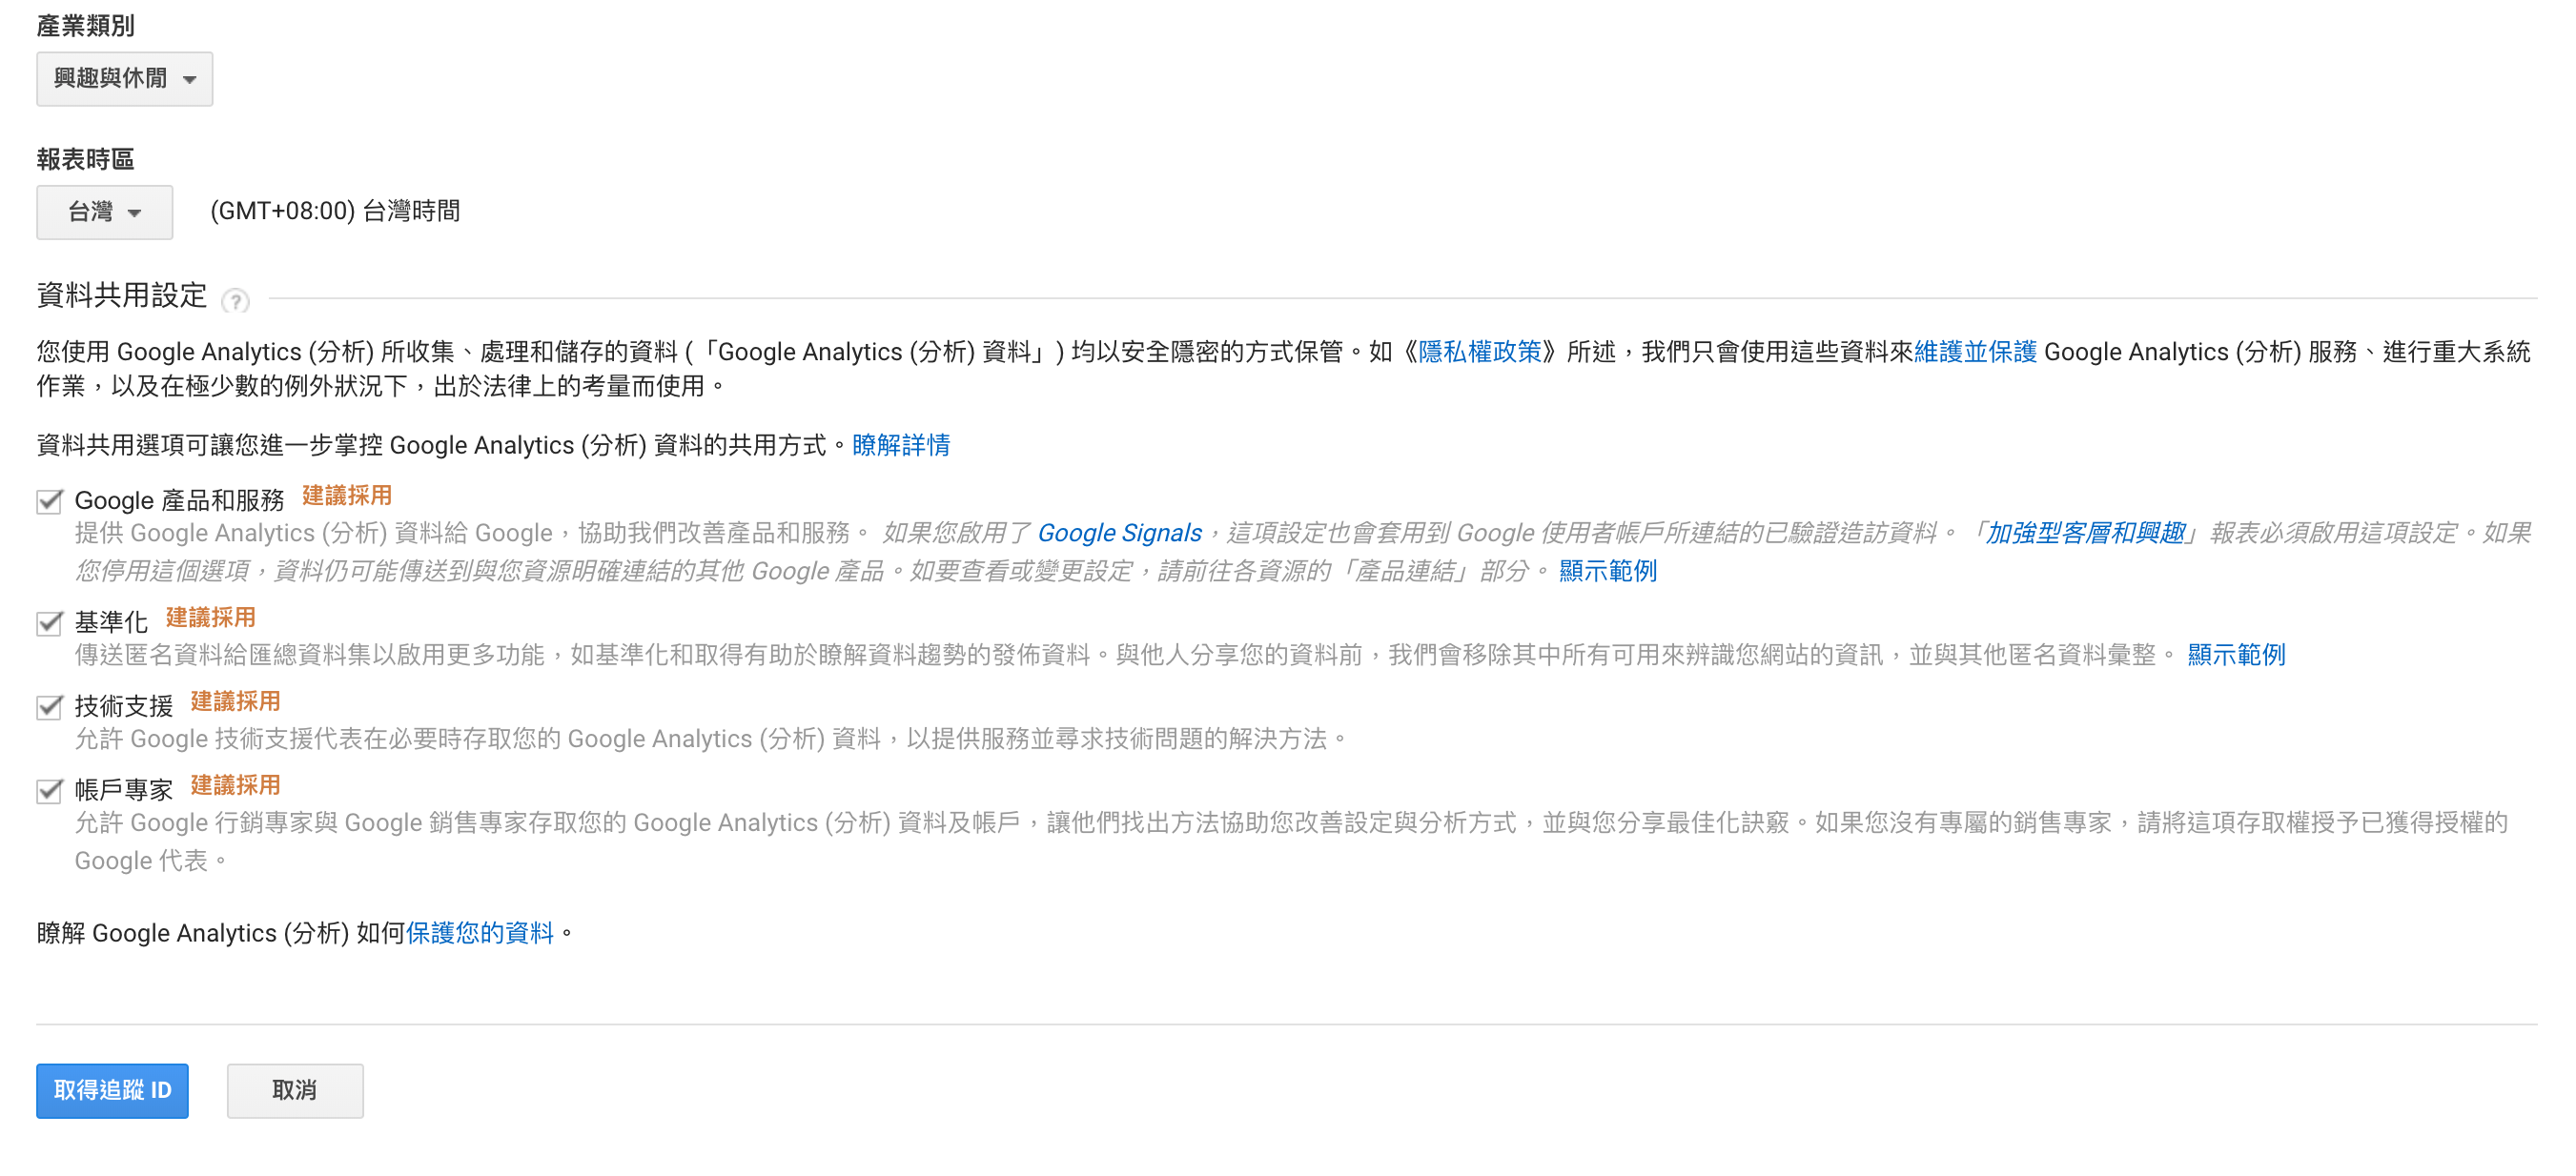 產業類別
興趣與休閒
報表時區
台灣 (GMT+08:00) 台灣時間
資料共用設定 ?
您使用 Google Analytics (分析) 所收集、處理和儲存的資料 (「Google Analytics (分析) 資料」) 均以安全隱密的方式保管。如《隱私權政策》所述，我們只會使用這些資料來維護並保護 Google Analytics (分析) 服務、進行重大系統
作業，以及在極少數的例外狀況下，出於法律上的考量而使用。
資料共用選項可讓您進一步掌控 Google Analytics (分析) 資料的共用方式。瞭解詳情
Google 產品和服務 建議採用
提供 Google Analytics (分析) 資料給 Google，協助我們改善產品和服務。 如果您啟用了 Google Signals，這項設定也會套用到 Google 使用者帳戶所連結的已驗證造訪資料。「加強型客層和興趣」報表必須啟用這項設定。如果
您停用這個選項，資料仍可能傳送到與您資源明確連結的其他 Google 產品。如要查看或變更設定，請前往各資源的「產品連結」部分。 顯示範例
基準化 建議採用
傳送匿名資料給匯總資料集以啟用更多功能，如基準化和取得有助於瞭解資料趨勢的發佈資料。與他人分享您的資料前，我們會移除其中所有可用來辨識您網站的資訊，並與其他匿名資料彙整。 顯示範例
技術支援 建議採用
允許 Google 技術支援代表在必要時存取您的 Google Analytics (分析) 資料，以提供服務並尋求技術問題的解決方法。
帳戶專家 建議採用
允許 Google 行銷專家與 Google 銷售專家存取您的 Google Analytics (分析) 資料及帳戶，讓他們找出方法協助您改善設定與分析方式，並與您分享最佳化訣竅。如果您沒有專屬的銷售專家，請將這項存取權授予已獲得授權的
Google 代表。
瞭解 Google Analytics (分析) 如何保護您的資料。
取得追蹤 ID 取消